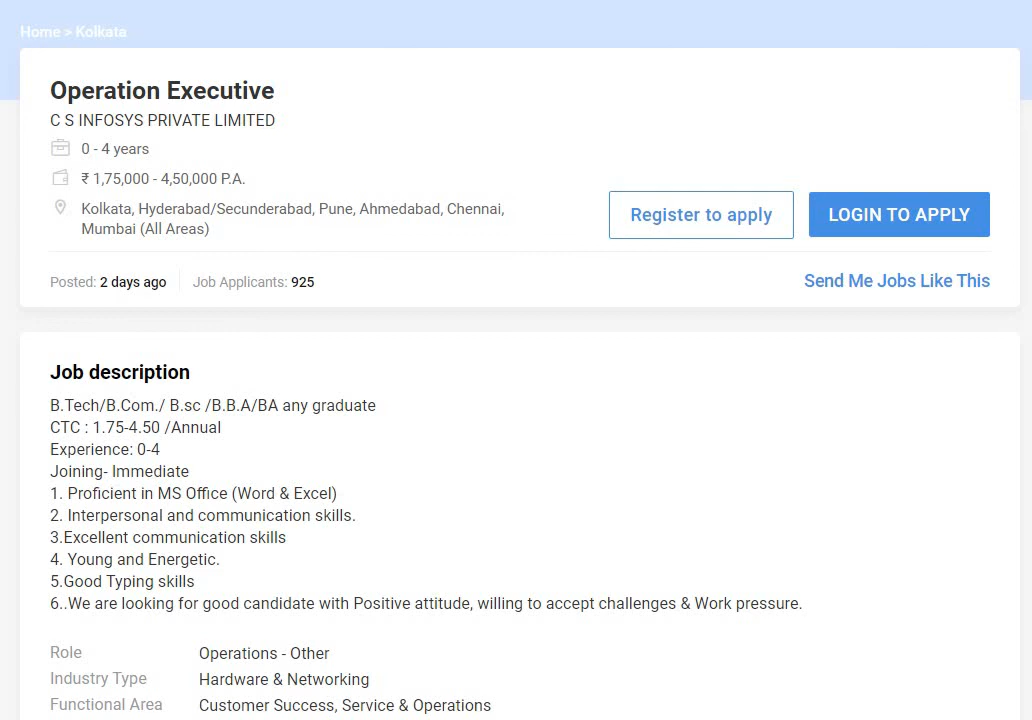 Home > Kolkata
Operation Executive
C S INFOSYS PRIVATE LIMITED
0 - 4 years
₹ 1,75,000 - 4,50,000 P.A.
Kolkata, Hyderabad/Secunderabad, Pune, Ahmedabad, Chennai,
Mumbai (All Areas)
Register to apply
LOGIN TO APPLY
Posted: 2 days ago
Job Applicants: 925
Send Me Jobs Like This
Job description
B.Tech/B.Com./ B.sc /B.B.A/BA any graduate
CTC : 1.75-4.50 /Annual
Experience: 0-4
Joining- Immediate
1. Proficient in MS Office (Word & Excel)
2. Interpersonal and communication skills.
3.Excellent communication skills
4. Young and Energetic.
5.Good Typing skills
6..We are looking for good candidate with Positive attitude, willing to accept challenges & Work pressure.
Role Operations - Other
Industry Type Hardware & Networking
Functional Area Customer Success, Service & Operations